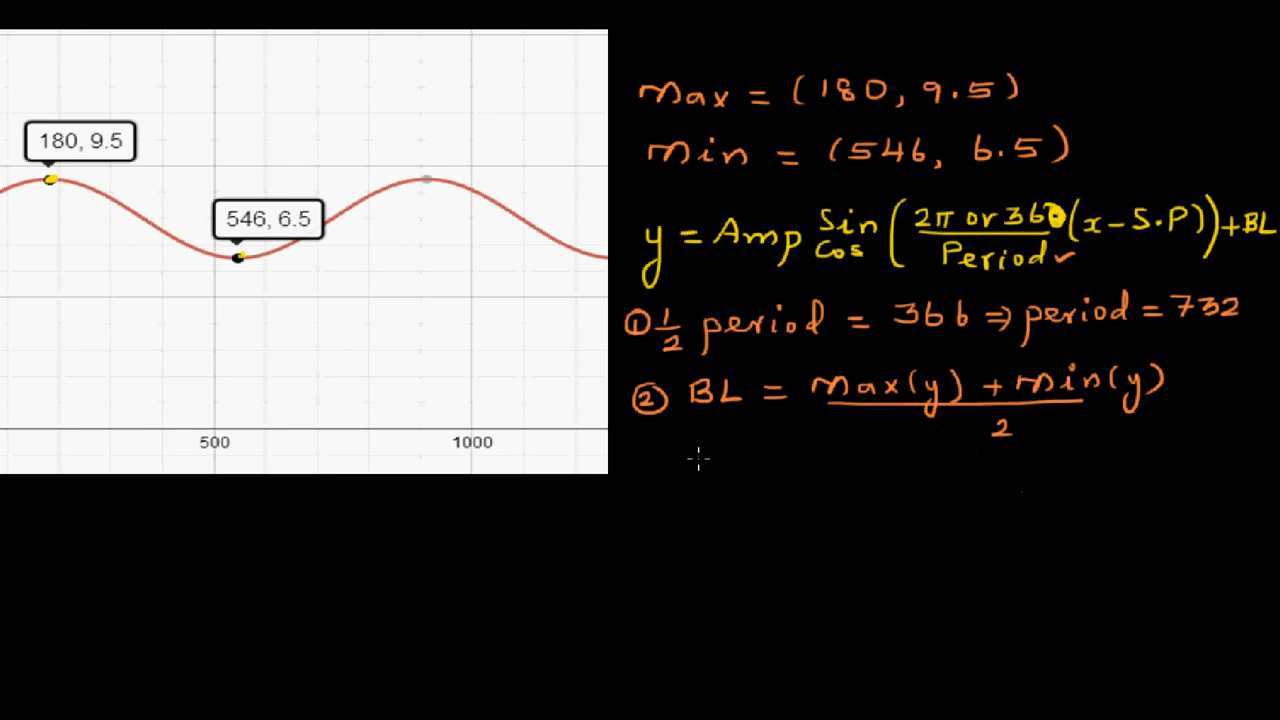 180, 9.5
546, 6.5
500
1000
max = (180, 9.5)
min = (546, 6.5)
y = Amp Sin Cos (2π or 360 / Period (x - S.P)) + BL
① 1/2 period = 366 ⇒ period = 732
② BL = max(y) + min(y) / 2